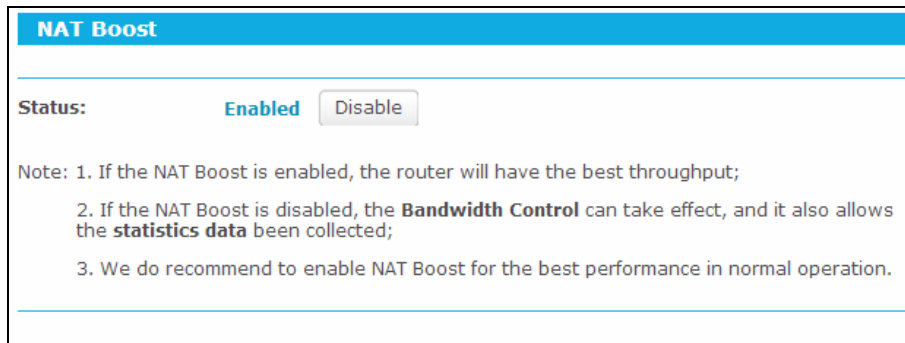 NAT Boost
Status: Enabled Disable
Note: 1. If the NAT Boost is enabled, the router will have the best throughput;
2. If the NAT Boost is disabled, the Bandwidth Control can take effect, and it also allows
the statistics data been collected;
3. We do recommend to enable NAT Boost for the best performance in normal operation.